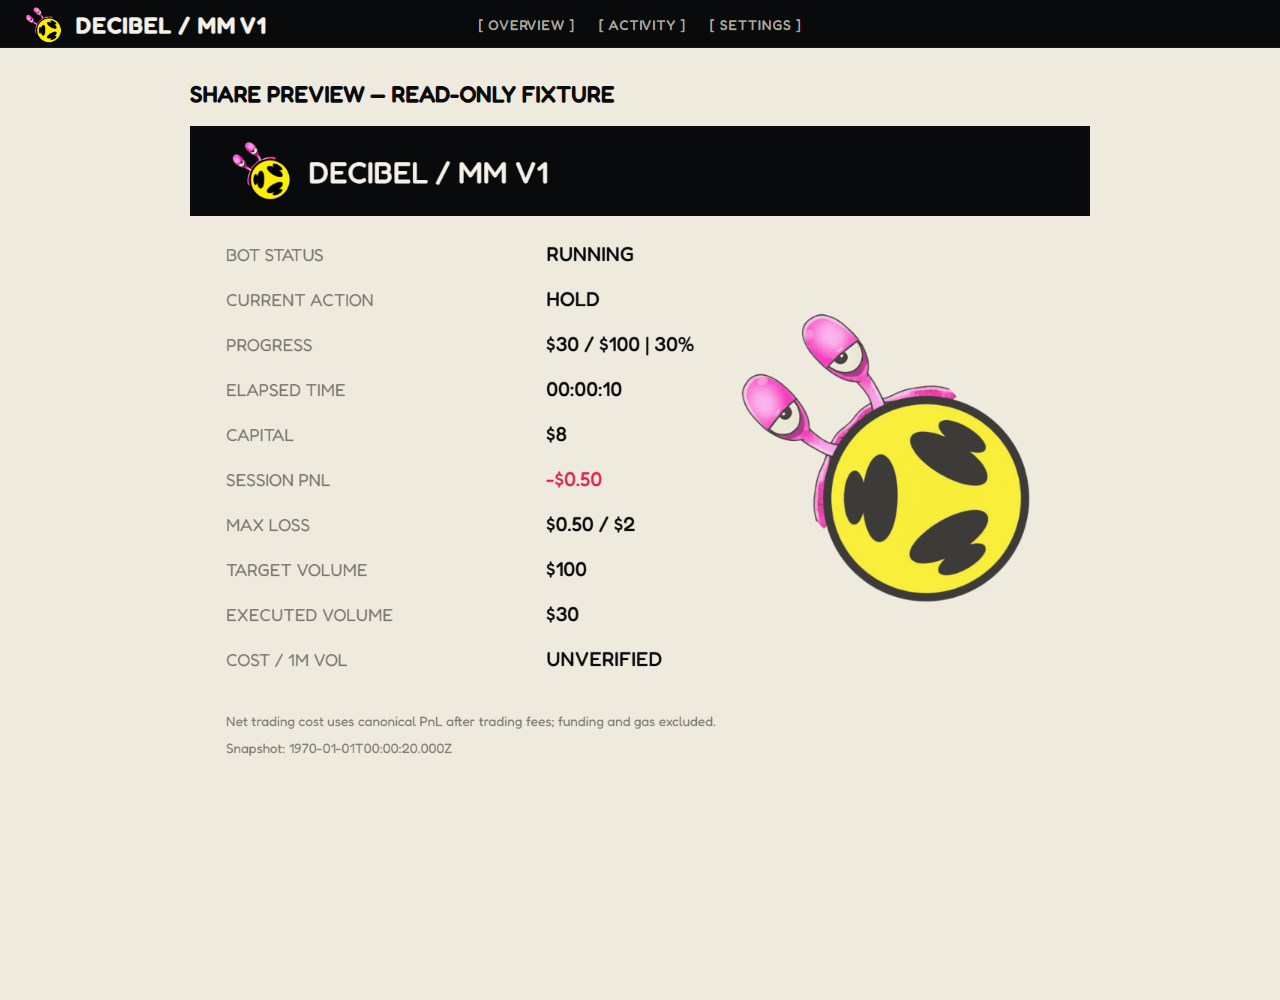 DECIBEL / MM V1
[ OVERVIEW ] [ ACTIVITY ] [ SETTINGS ]
SHARE PREVIEW — READ-ONLY FIXTURE
DECIBEL / MM V1
BOT STATUS RUNNING
CURRENT ACTION HOLD
PROGRESS $30 / $100 | 30%
ELAPSED TIME 00:00:10
CAPITAL $8
SESSION PNL -$0.50
MAX LOSS $0.50 / $2
TARGET VOLUME $100
EXECUTED VOLUME $30
COST / 1M VOL UNVERIFIED
Net trading cost uses canonical PnL after trading fees; funding and gas excluded.
Snapshot: 1970-01-01T00:00:20.000Z